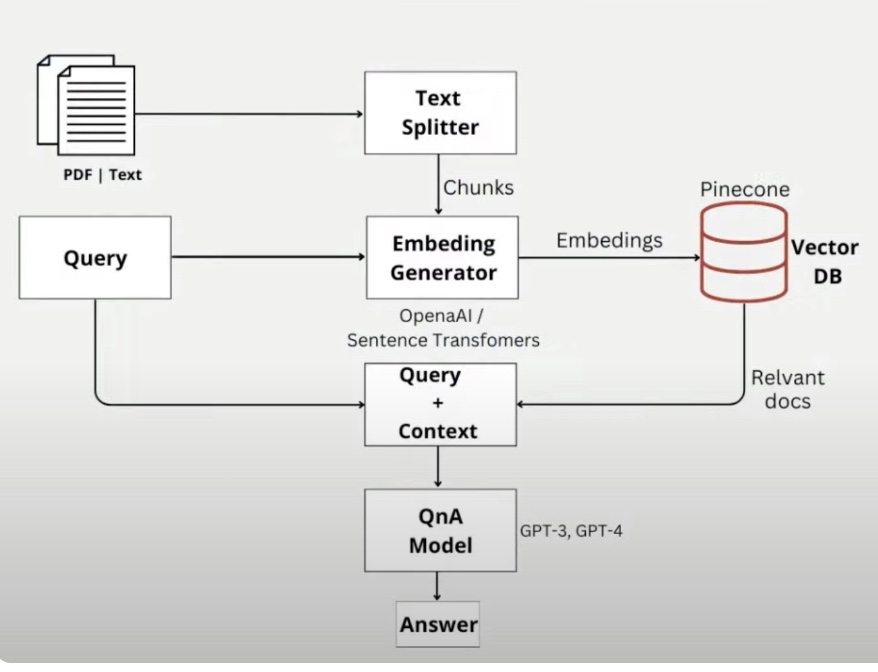 PDF | Text
Text
Splitter
Chunks
Pinecone
Query
Embeding
Generator
Embedings
Vector
DB
OpenaAI /
Sentence Transfomers
Query
+
Context
Relvant
docs
QnA
Model
GPT-3, GPT-4
Answer